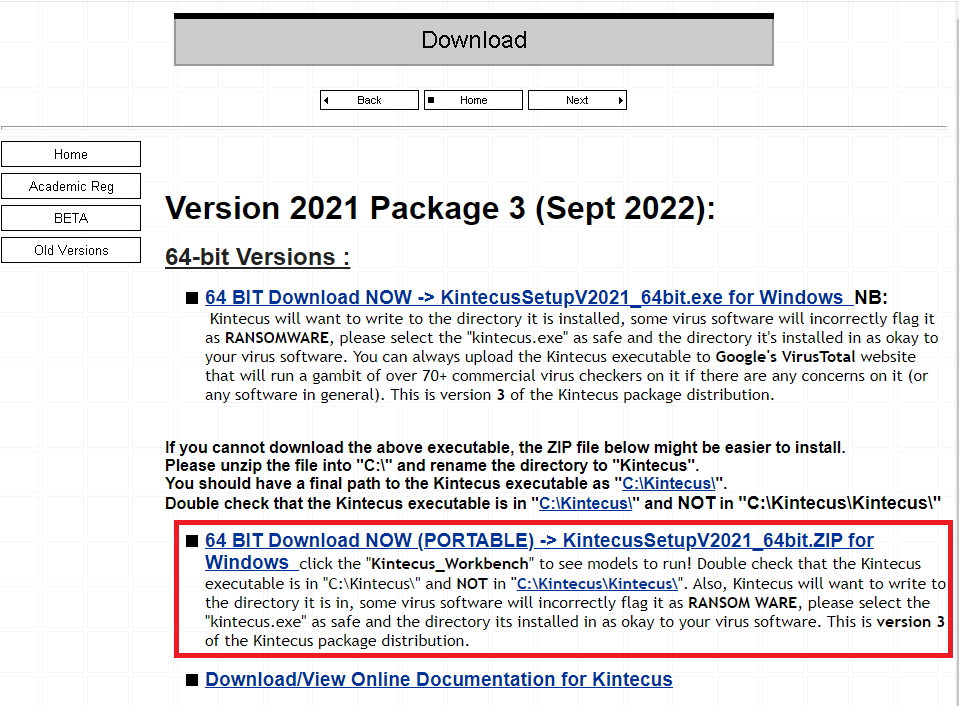 Download
Back
Home
Next
Home
Academic Reg
BETA
Old Versions
Version 2021 Package 3 (Sept 2022):
64-bit Versions :
64 BIT Download NOW -> KintecusSetupV2021_64bit.exe for Windows NB:
Kintecus will want to write to the directory it is installed, some virus software will incorrectly flag it
as RANSOMWARE, please select the "kintecus.exe" as safe and the directory it's installed in as okay to
your virus software. You can always upload the Kintecus executable to Google's VirusTotal website
that will run a gambit of over 70+ commercial virus checkers on it if there are any concerns on it (or
any software in general). This is version 3 of the Kintecus package distribution.
If you cannot download the above executable, the ZIP file below might be easier to install.
Please unzip the file into "C:\" and rename the directory to "Kintecus".
You should have a final path to the Kintecus executable as "C:\Kintecus\".
Double check that the Kintecus executable is in "C:\Kintecus\" and NOT in "C:\Kintecus\Kintecus\"
64 BIT Download NOW (PORTABLE) -> KintecusSetupV2021_64bit.ZIP for
Windows click the "Kintecus_Workbench" to see models to run! Double check that the Kintecus
executable is in "C:\Kintecus\" and NOT in "C:\Kintecus\Kintecus\". Also, Kintecus will want to write to
the directory it is in, some virus software will incorrectly flag it as RANSOM WARE, please select the
"kintecus.exe" as safe and the directory its installed in as okay to your virus software. This is version 3
of the Kintecus package distribution.
Download/View Online Documentation for Kintecus